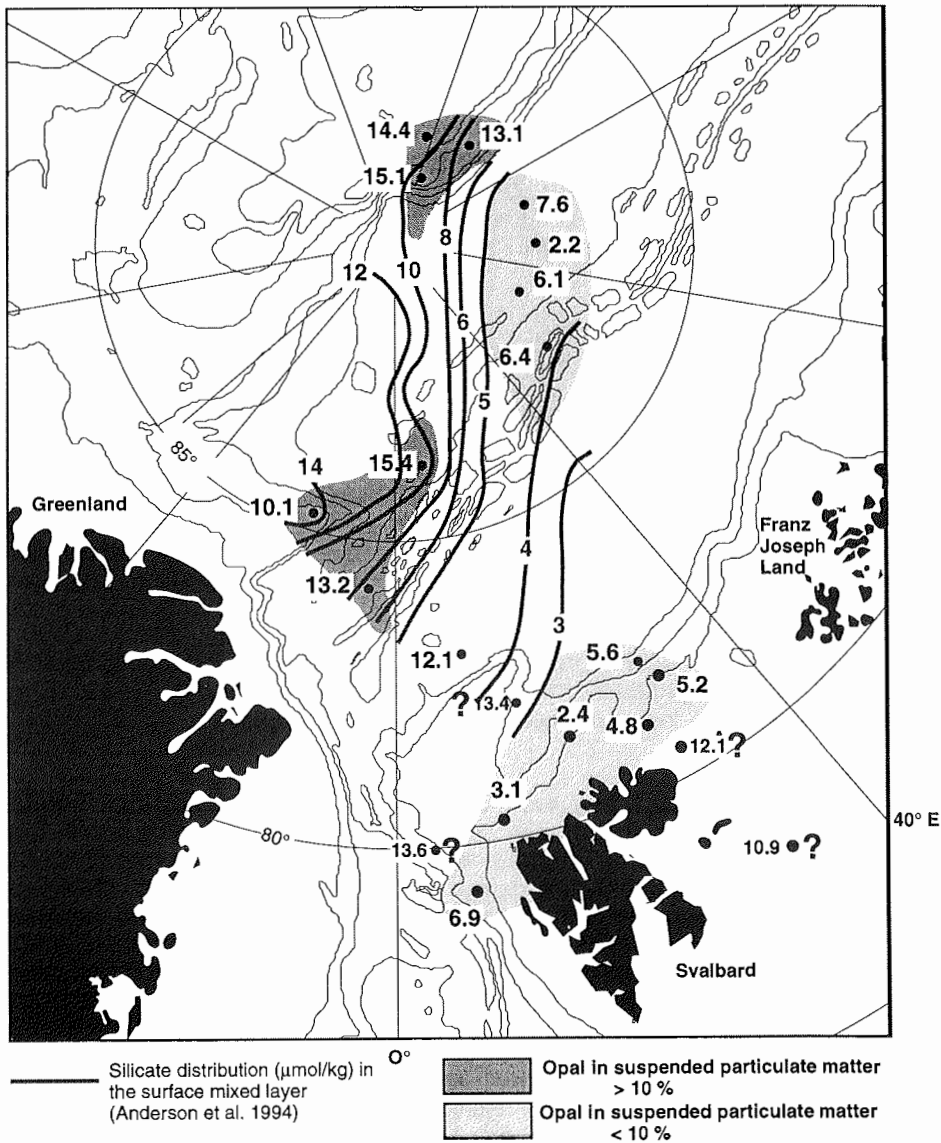 14.4
13.1
15.1
7.6
8
2.2
12
10
6.1
6
6.4
5
85°
14
15.4
Greenland
10.1
Franz
Joseph
Land
4
13.2
3
12.1
5.6
5.2
? 13.4
2.4
4.8
12.1 ?
3.1
40° E
80°
13.6 ?
10.9 ?
6.9
Svalbard
0°
Silicate distribution (μmol/kg) in
the surface mixed layer
(Anderson et al. 1994)
Opal in suspended particulate matter
> 10 %
Opal in suspended particulate matter
< 10 %